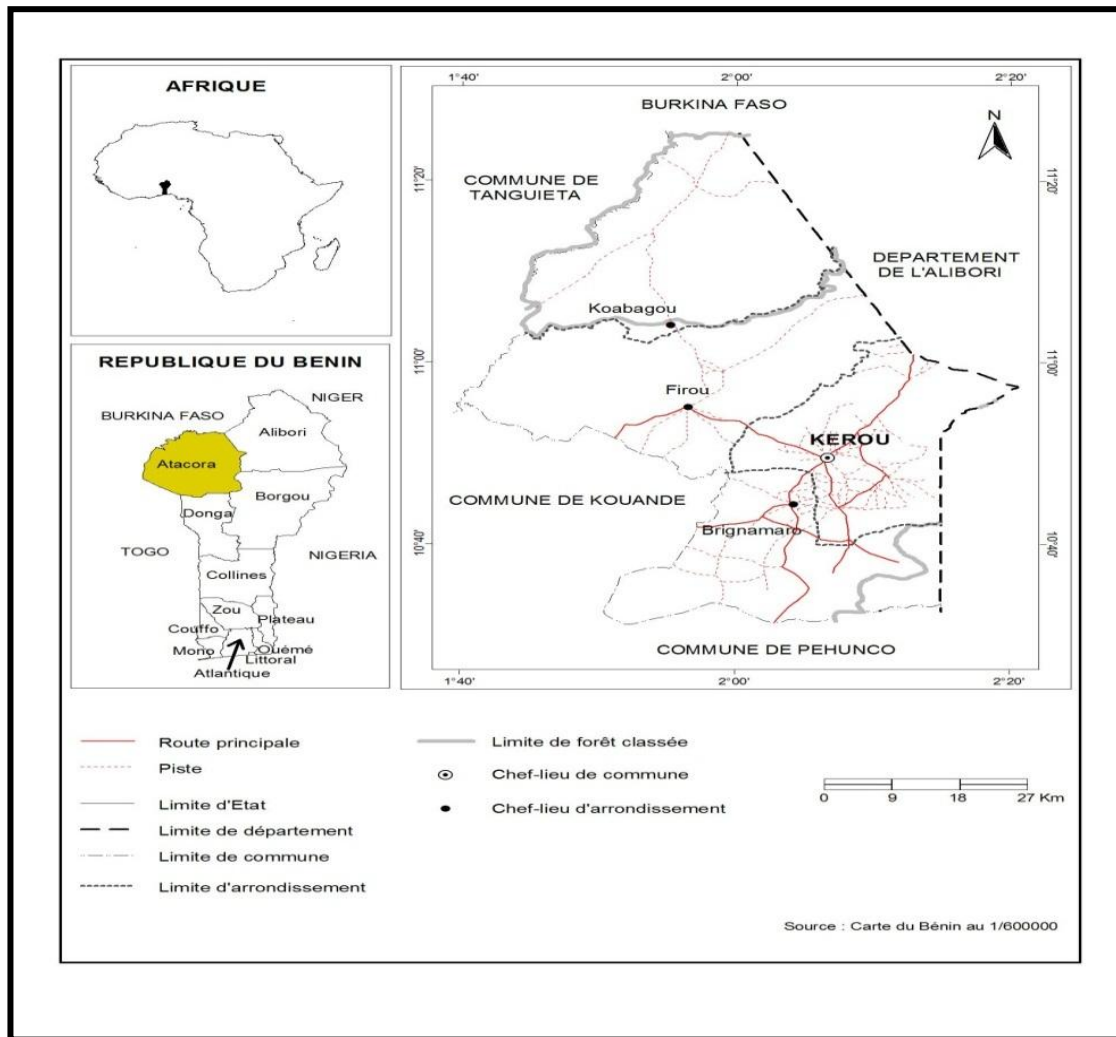 AFRIQUE
REPUBLIQUE DU BENIN
NIGER
BURKINA FASO
Alibori
Atacora
Borgou
Donga
TOGO
NIGERIA
Collines
Zou
Plateau
Couffo
Mono
Ouémé
Littoral
Atlantique
1°40'
2°00'
2°20'
BURKINA FASO
N
11°20'
11°20'
COMMUNE DE
TANGUIETA
DEPARTEMENT
DE L'ALIBORI
Koabagou
11°00'
11°00'
Firou
KEROU
COMMUNE DE KOUANDE
Brignamaro
10°40'
10°40'
COMMUNE DE PEHUNCO
1°40'
2°00'
2°20'
Route principale
Piste
Limite d'Etat
Limite de département
Limite de commune
Limite d'arrondissement
Limite de forêt classée
Chef-lieu de commune
Chef-lieu d'arrondissement
0 9 18 27 Km
Source : Carte du Bénin au 1/600000